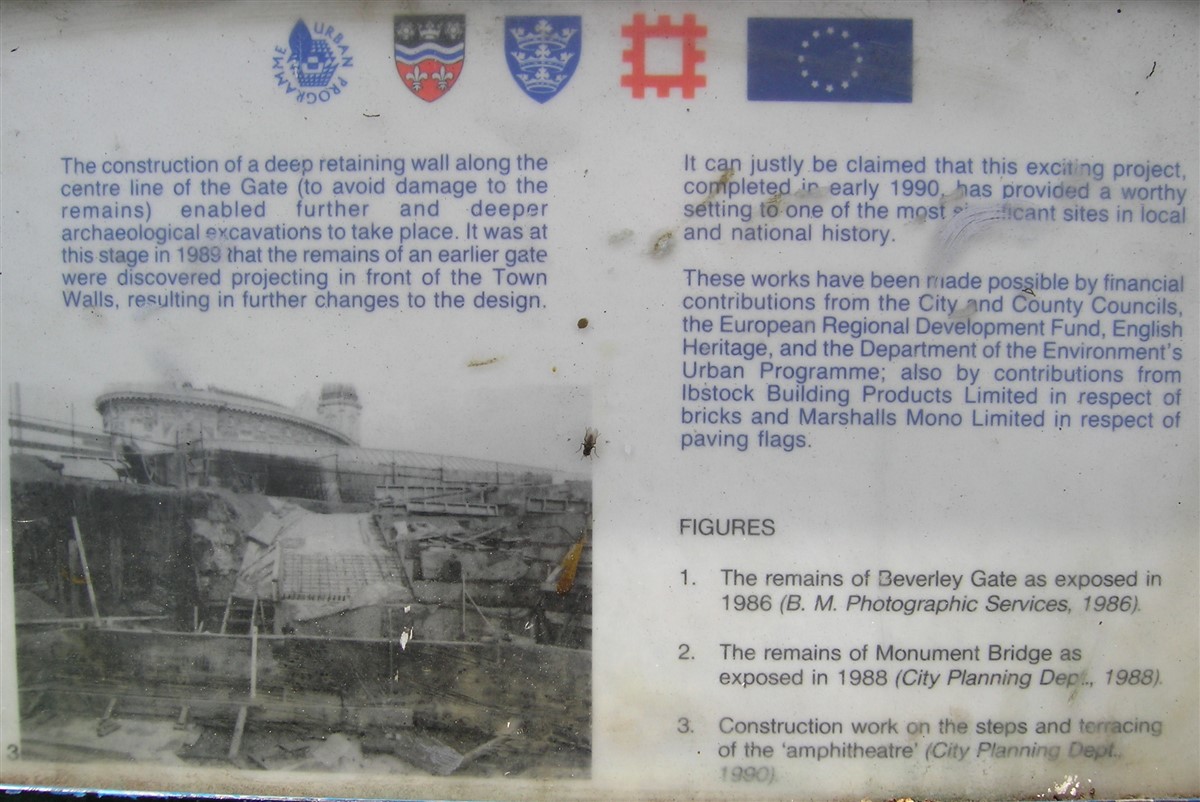 URBAN PROGRAMME
The construction of a deep retaining wall along the
centre line of the Gate (to avoid damage to the
remains) enabled further and deeper
archaeological excavations to take place. It was at
this stage in 1989 that the remains of an earlier gate
were discovered projecting in front of the Town
Walls, resulting in further changes to the design.
3
It can justly be claimed that this exciting project,
completed in early 1990, has provided a worthy
setting to one of the most significant sites in local
and national history.
These works have been made possible by financial
contributions from the City and County Councils,
the European Regional Development Fund, English
Heritage, and the Department of the Environment's
Urban Programme; also by contributions from
Ibstock Building Products Limited in respect of
bricks and Marshalls Mono Limited in respect of
paving flags.
FIGURES
1. The remains of Beverley Gate as exposed in
1986 (B. M. Photographic Services, 1986).
2. The remains of Monument Bridge as
exposed in 1988 (City Planning Dept., 1988).
3. Construction work on the steps and terracing
of the 'amphitheatre' (City Planning Dept.,
1990).